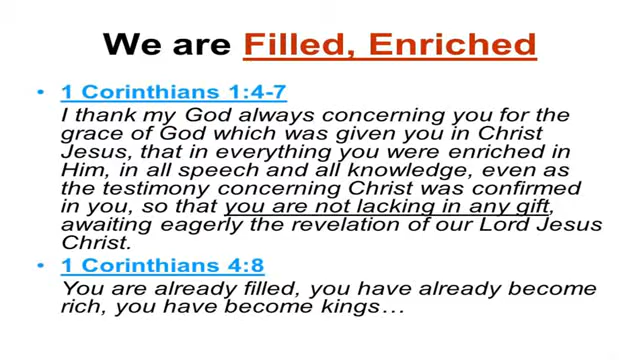 We are Filled, Enriched
• 1 Corinthians 1:4-7
I thank my God always concerning you for the
grace of God which was given you in Christ
Jesus, that in everything you were enriched in
Him, in all speech and all knowledge, even as
the testimony concerning Christ was confirmed
in you, so that you are not lacking in any gift,
awaiting eagerly the revelation of our Lord Jesus
Christ.
• 1 Corinthians 4:8
You are already filled, you have already become
rich, you have become kings…